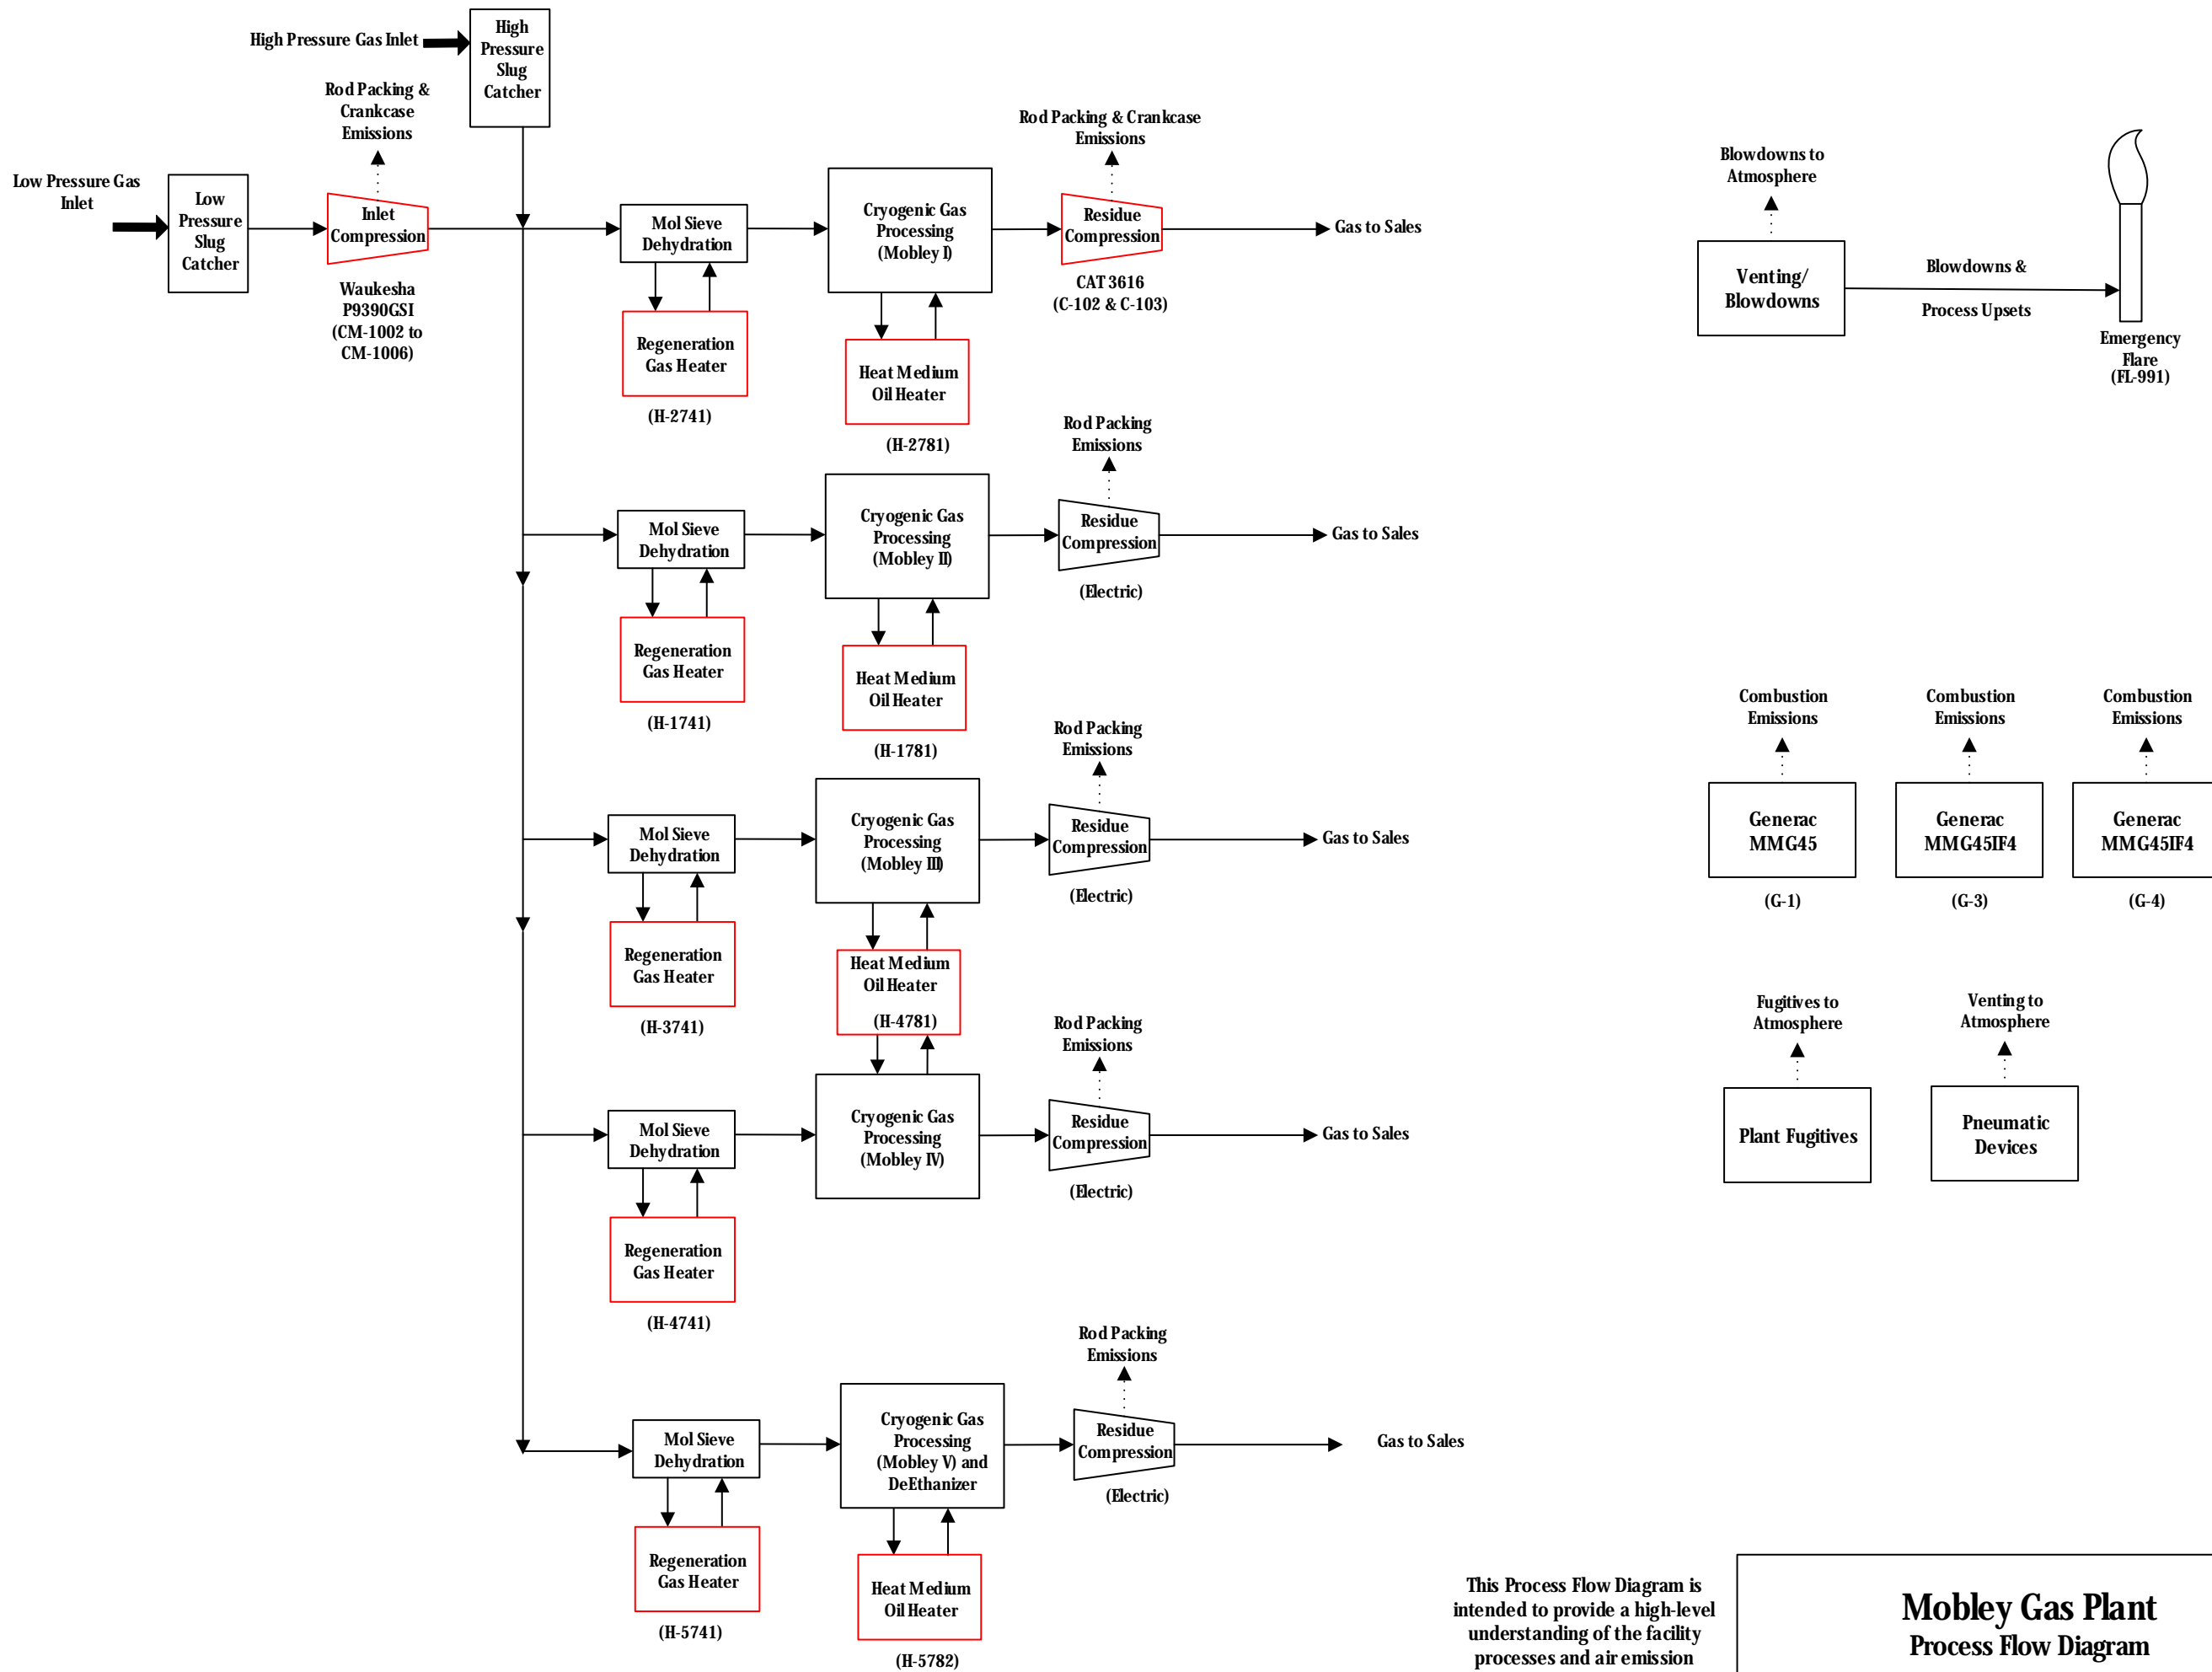 High Pressure Gas Inlet
High
Pressure
Slug
Catcher
Rod Packing &
Crankcase
Emissions
Low Pressure Gas
Inlet
Low
Pressure
Slug
Catcher
Inlet
Compression
Waukesha
P9390GSI
(CM-1002 to
CM-1006)
Mol Sieve
Dehydration
Regeneration
Gas Heater
(H-2741)
Cryogenic Gas
Processing
(Mobley I)
Heat Medium
Oil Heater
(H-2781)
Rod Packing & Crankcase
Emissions
Residue
Compression
CAT 3616
(C-102 & C-103)
Gas to Sales
Blowdowns to
Atmosphere
Venting/
Blowdowns
Blowdowns &
Process Upsets
Emergency
Flare
(FL-991)
Mol Sieve
Dehydration
Regeneration
Gas Heater
(H-1741)
Cryogenic Gas
Processing
(Mobley II)
Heat Medium
Oil Heater
(H-1781)
Rod Packing
Emissions
Residue
Compression
(Electric)
Gas to Sales
Combustion
Emissions
Generac
MMG45
(G-1)
Combustion
Emissions
Generac
MMG45IF4
(G-3)
Combustion
Emissions
Generac
MMG45IF4
(G-4)
Mol Sieve
Dehydration
Regeneration
Gas Heater
(H-3741)
Cryogenic Gas
Processing
(Mobley III)
Heat Medium
Oil Heater
(H-4781)
Rod Packing
Emissions
Residue
Compression
(Electric)
Gas to Sales
Fugitives to
Atmosphere
Plant Fugitives
Venting to
Atmosphere
Pneumatic
Devices
Mol Sieve
Dehydration
Regeneration
Gas Heater
(H-4741)
Cryogenic Gas
Processing
(Mobley IV)
Rod Packing
Emissions
Residue
Compression
(Electric)
Gas to Sales
Mol Sieve
Dehydration
Regeneration
Gas Heater
(H-5741)
Cryogenic Gas
Processing
(Mobley V) and
DeEthanizer
Heat Medium
Oil Heater
(H-5782)
Rod Packing
Emissions
Residue
Compression
(Electric)
Gas to Sales
This Process Flow Diagram is
intended to provide a high-level
understanding of the facility
processes and air emission
Mobley Gas Plant
Process Flow Diagram